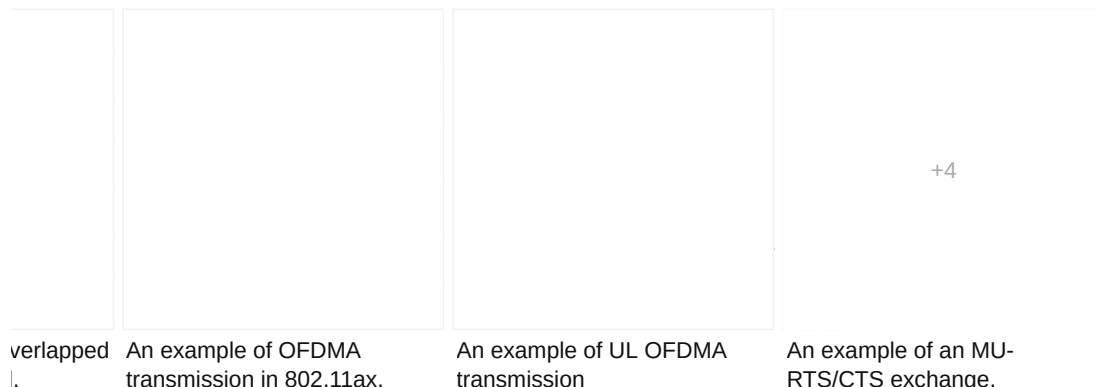 +4
verlapped
An example of OFDMA
transmission in 802.11ax.
An example of UL OFDMA
transmission
An example of an MU-
RTS/CTS exchange.